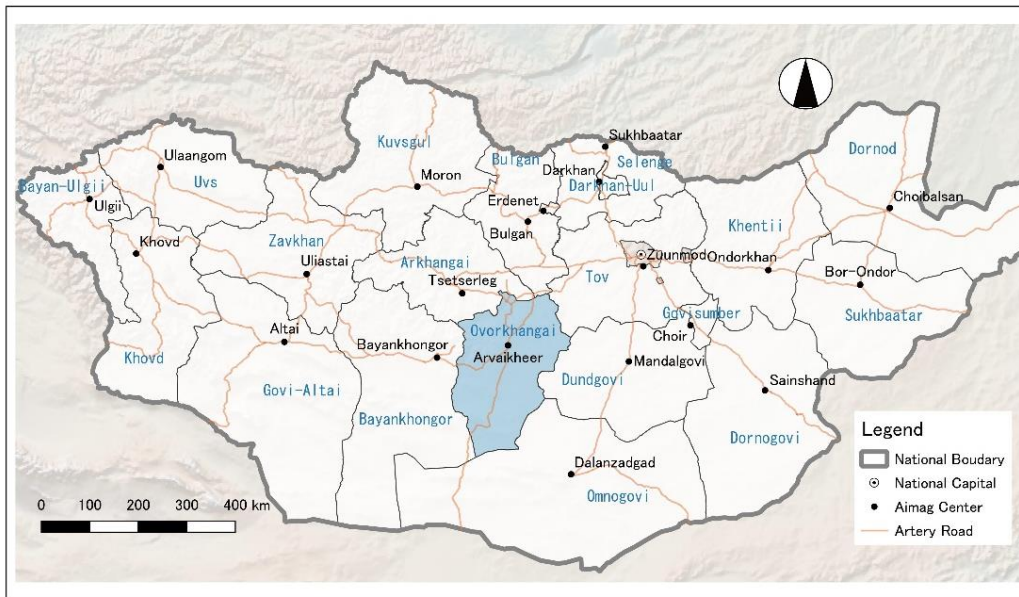 Sukhbaatar
Kuvsgul
Bulgan
Selenge
Dornod
Ulaangom
Darkhan
Uvs
Moron
Darkhan-Uul
Bayan-Ulgii
Ulgii
Erdenet
Choibalsan
Bulgan
Khentii
Khovd
Zavkhan
Arkhangai
Zuunmod
Ondorkhan
Uliastai
Tov
Bor-Ondor
Tsetserleg
Govisumber
Sukhbaatar
Altai
Ovorkhangai
Choir
Bayankhongor
Arvaikheer
Khovd
Mandalgovi
Dundgovi
Govi-Altai
Sainshand
Bayankhongor
Dornogovi
Dalanzadgad
Omnogovi
0 100 200 300 400 km
Legend
National Boudary
National Capital
Aimag Center
Artery Road